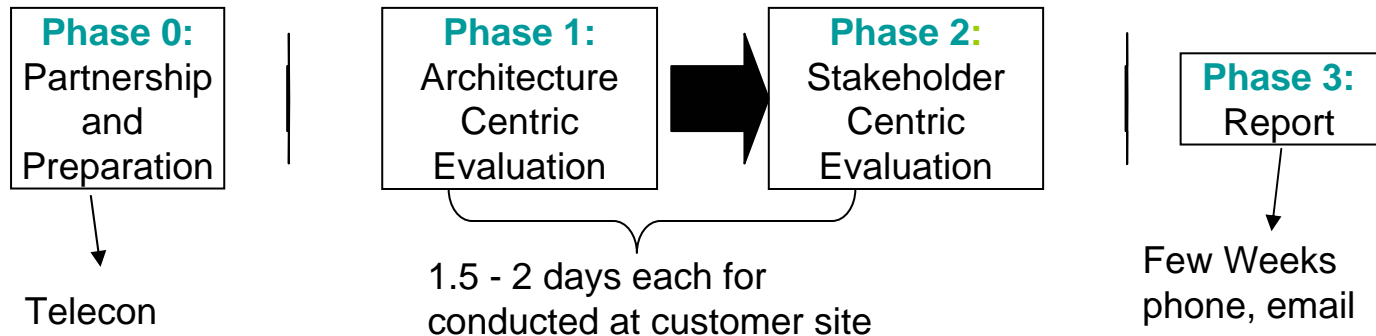 Phase 0:
Partnership
and
Preparation
Telecon
Phase 1:
Architecture
Centric
Evaluation
Phase 2:
Stakeholder
Centric
Evaluation
1.5 - 2 days each for
conducted at customer site
Phase 3:
Report
Few Weeks
phone, email